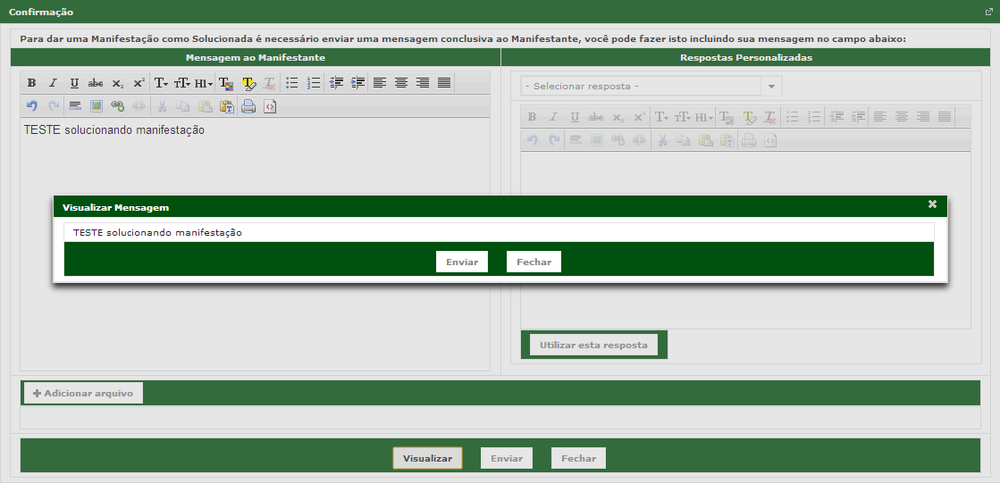 Confirmação
Para dar uma Manifestação como Solucionada é necessário enviar uma mensagem conclusiva ao Manifestante, você pode fazer isto incluindo sua mensagem no campo abaixo:
Mensagem ao Manifestante
Respostas Personalizadas
- Selecionar resposta -
TESTE solucionando manifestação
Visualizar Mensagem
TESTE solucionando manifestação
Enviar Fechar
Utilizar esta resposta
Adicionar arquivo
Visualizar Enviar Fechar